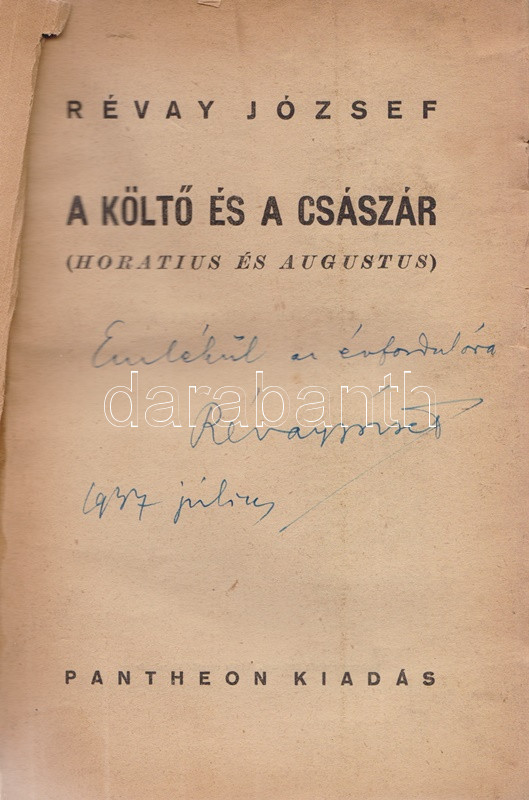 RÉVAY JÓZSEF
A KÖLTŐ ÉS A CSÁSZÁR
(HORATIUS ÉS AUGUSTUS)
Emlékül az évfordulóra
darabanth
Révay József
1937 július
PANTHEON KIADÁS